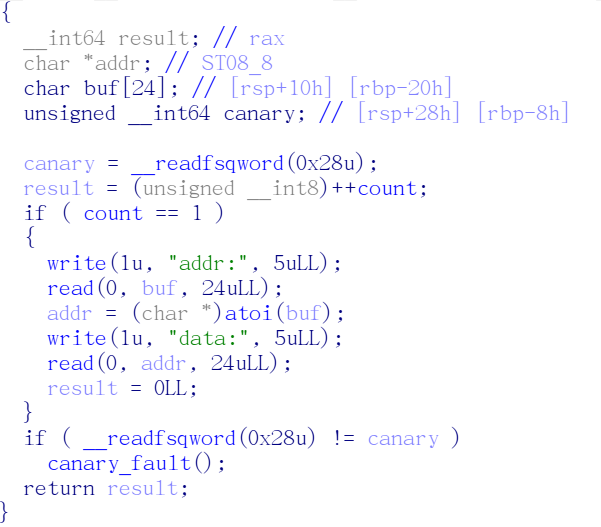 {
__int64 result; // rax
char *addr; // ST08_8
char buf[24]; // [rsp+10h] [rbp-20h]
unsigned __int64 canary; // [rsp+28h] [rbp-8h]
canary = __readfsqword(0x28u);
result = (unsigned __int8)++count;
if ( count == 1 )
{
write(1u, "addr:", 5uLL);
read(0, buf, 24uLL);
addr = (char *)atoi(buf);
write(1u, "data:", 5uLL);
read(0, addr, 24uLL);
result = 0LL;
}
if ( __readfsqword(0x28u) != canary )
canary_fault();
return result;
}